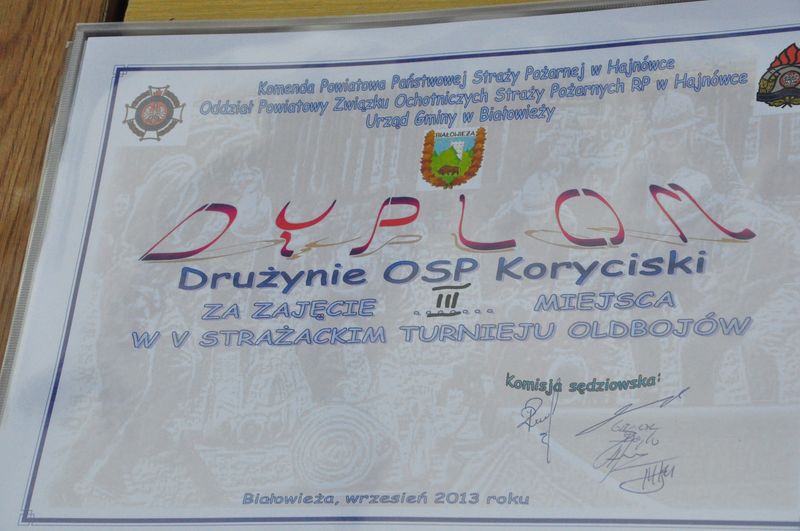 Komenda Powiatowa Państwowej Straży Pożarnej w Hajnówce
Oddział Powiatowy Związku Ochotniczych Straży Pożarnych RP w Hajnówce
Urząd Gminy w Białowieży
BIAŁOWIEŻA
DYPLOM
Drużynie OSP Koryciski
ZA ZAJĘCIE III MIEJSCA
W V STRAŻACKIM TURNIEJU OLDBOJÓW
Komisja sędziowska:
Białowieża, wrzesień 2013 roku